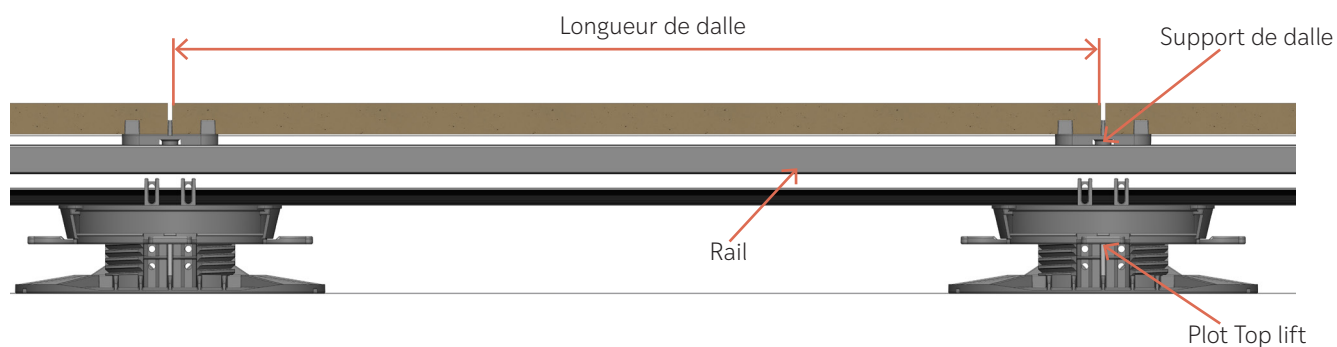 Longueur de dalle
Support de dalle
Rail
Plot Top lift